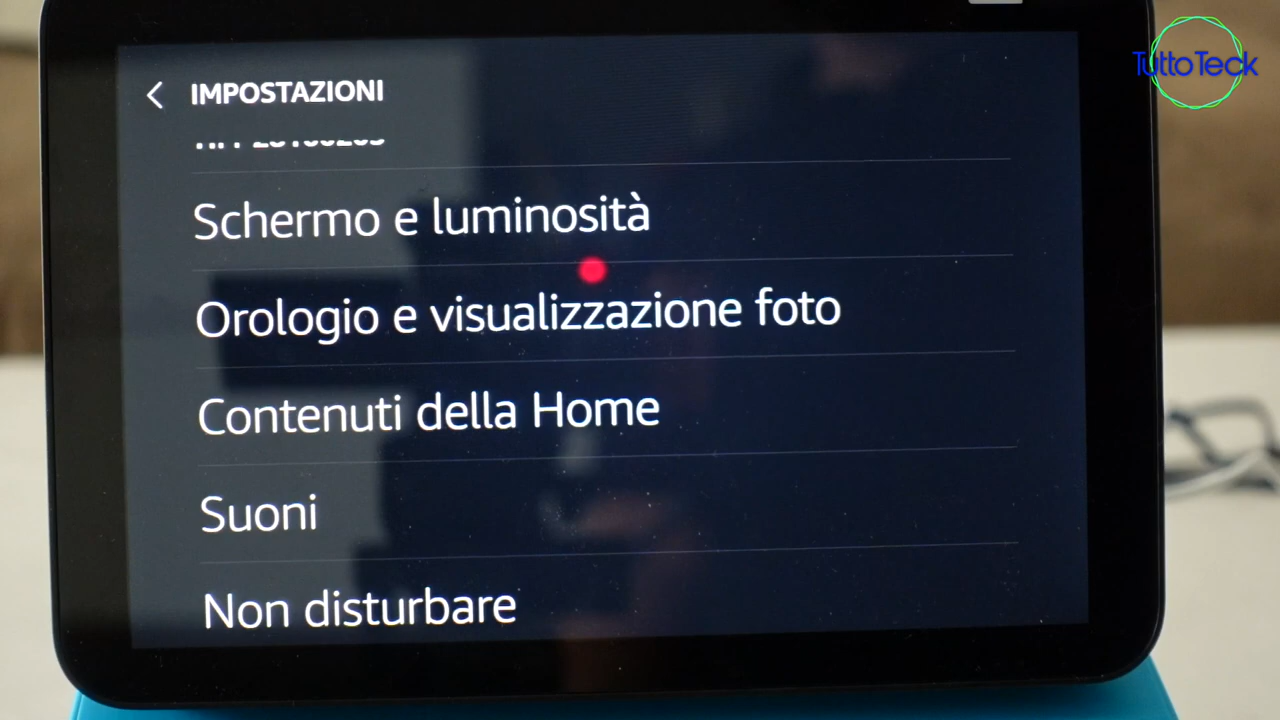 TuttoTeck
IMPOSTAZIONI
Schermo e luminosità
Orologio e visualizzazione foto
Contenuti della Home
Suoni
Non disturbare